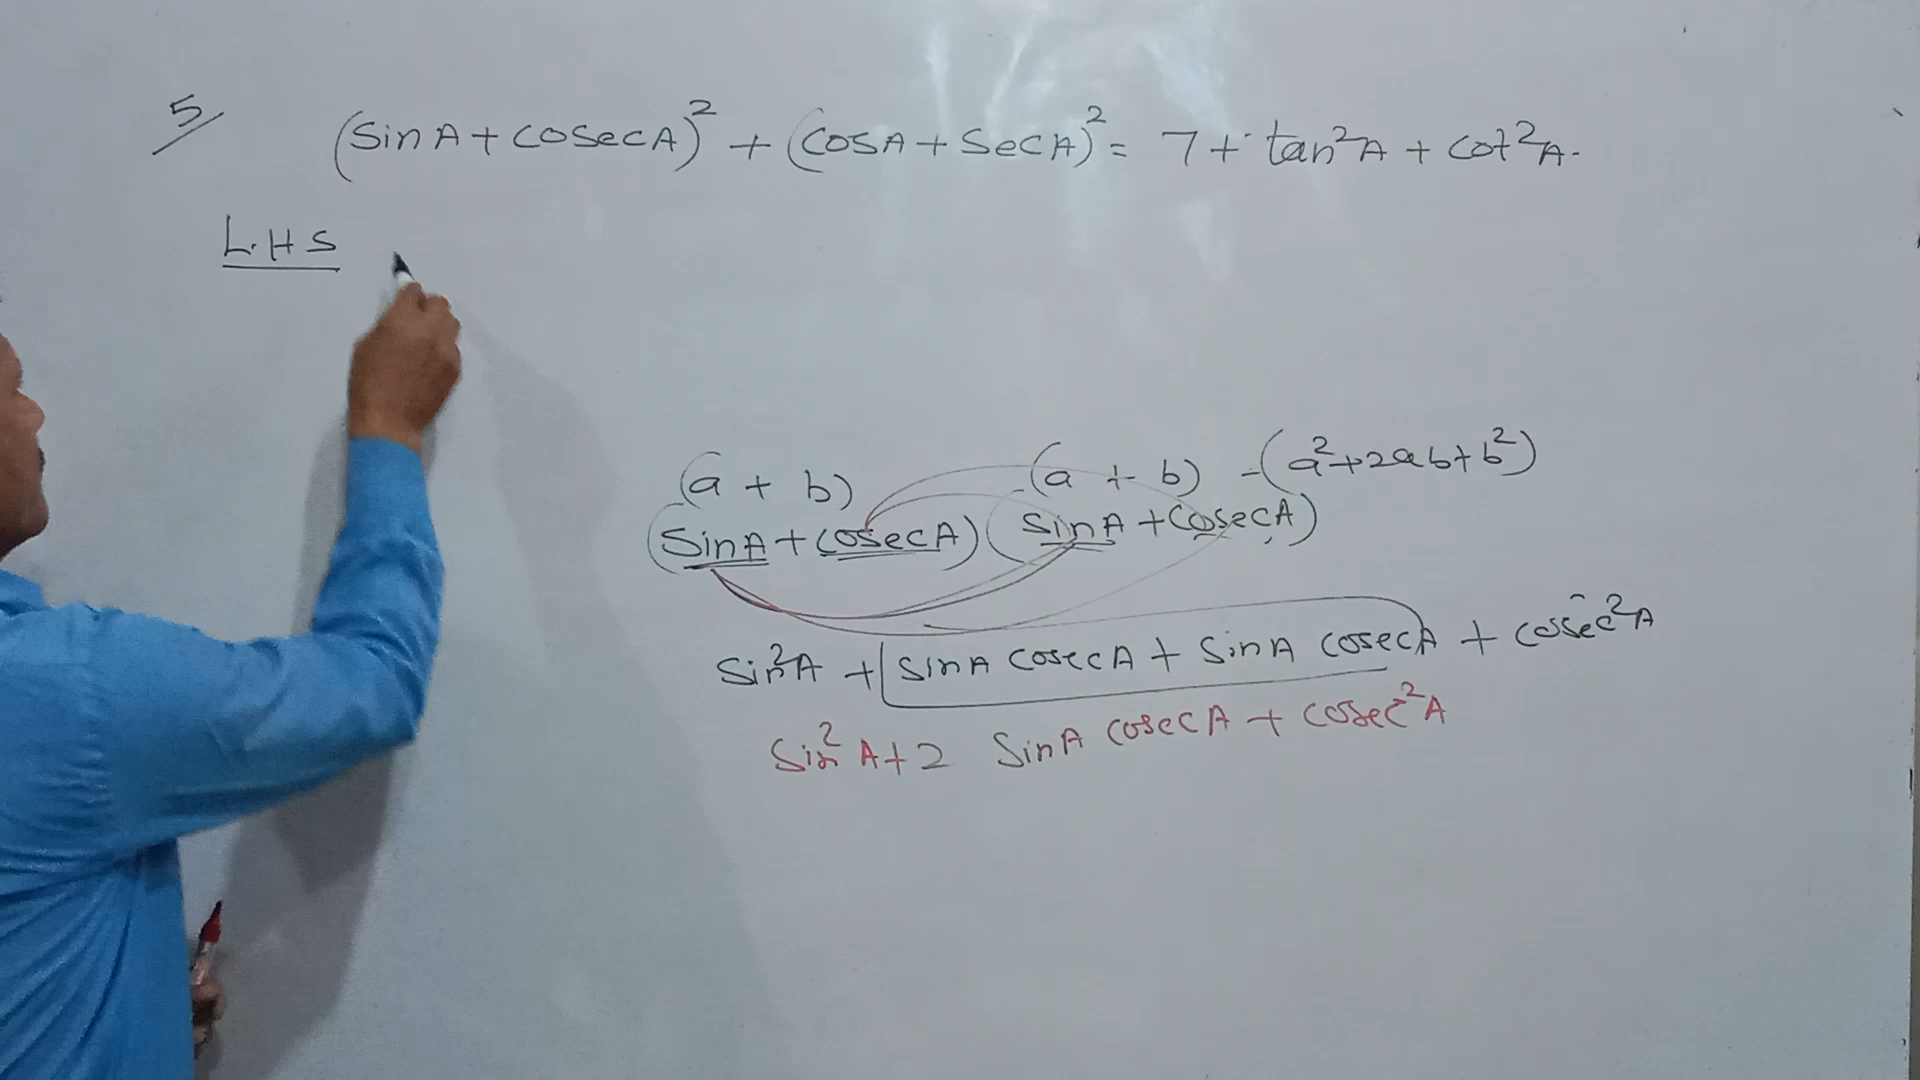 5/ (SinA + CosecA)² + (CosA + SecA)² = 7 + tan²A + Cot²A.
L.H.S
(a + b) (a + b) - (a² + 2ab + b²)
(SinA + CosecA) (SinA + CosecA)
Sin²A + SinA CosecA + SinA CosecA + Cosec²A
Sin²A + 2 SinA CosecA + Cosec²A